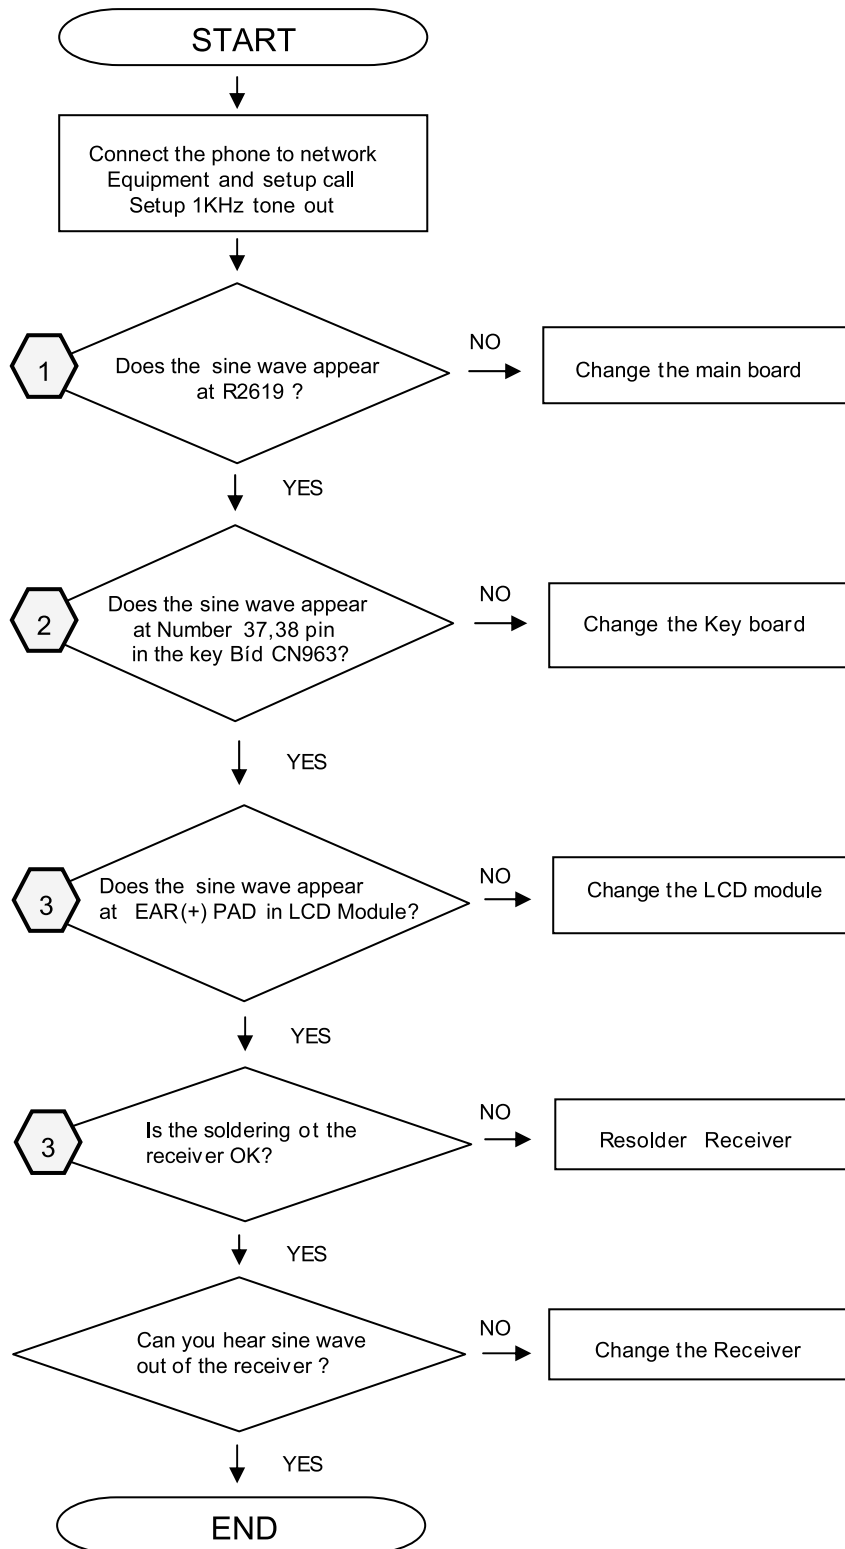 START
Connect the phone to network
Equipment and setup call
Setup 1KHz tone out
1
Does the sine wave appear
at R2619 ?
NO
Change the main board
YES
2
Does the sine wave appear
at Number 37,38 pin
in the key Bíd CN963?
NO
Change the Key board
YES
3
Does the sine wave appear
at EAR(+) PAD in LCD Module?
NO
Change the LCD module
YES
3
Is the soldering ot the
receiver OK?
NO
Resolder Receiver
YES
Can you hear sine wave
out of the receiver ?
NO
Change the Receiver
YES
END